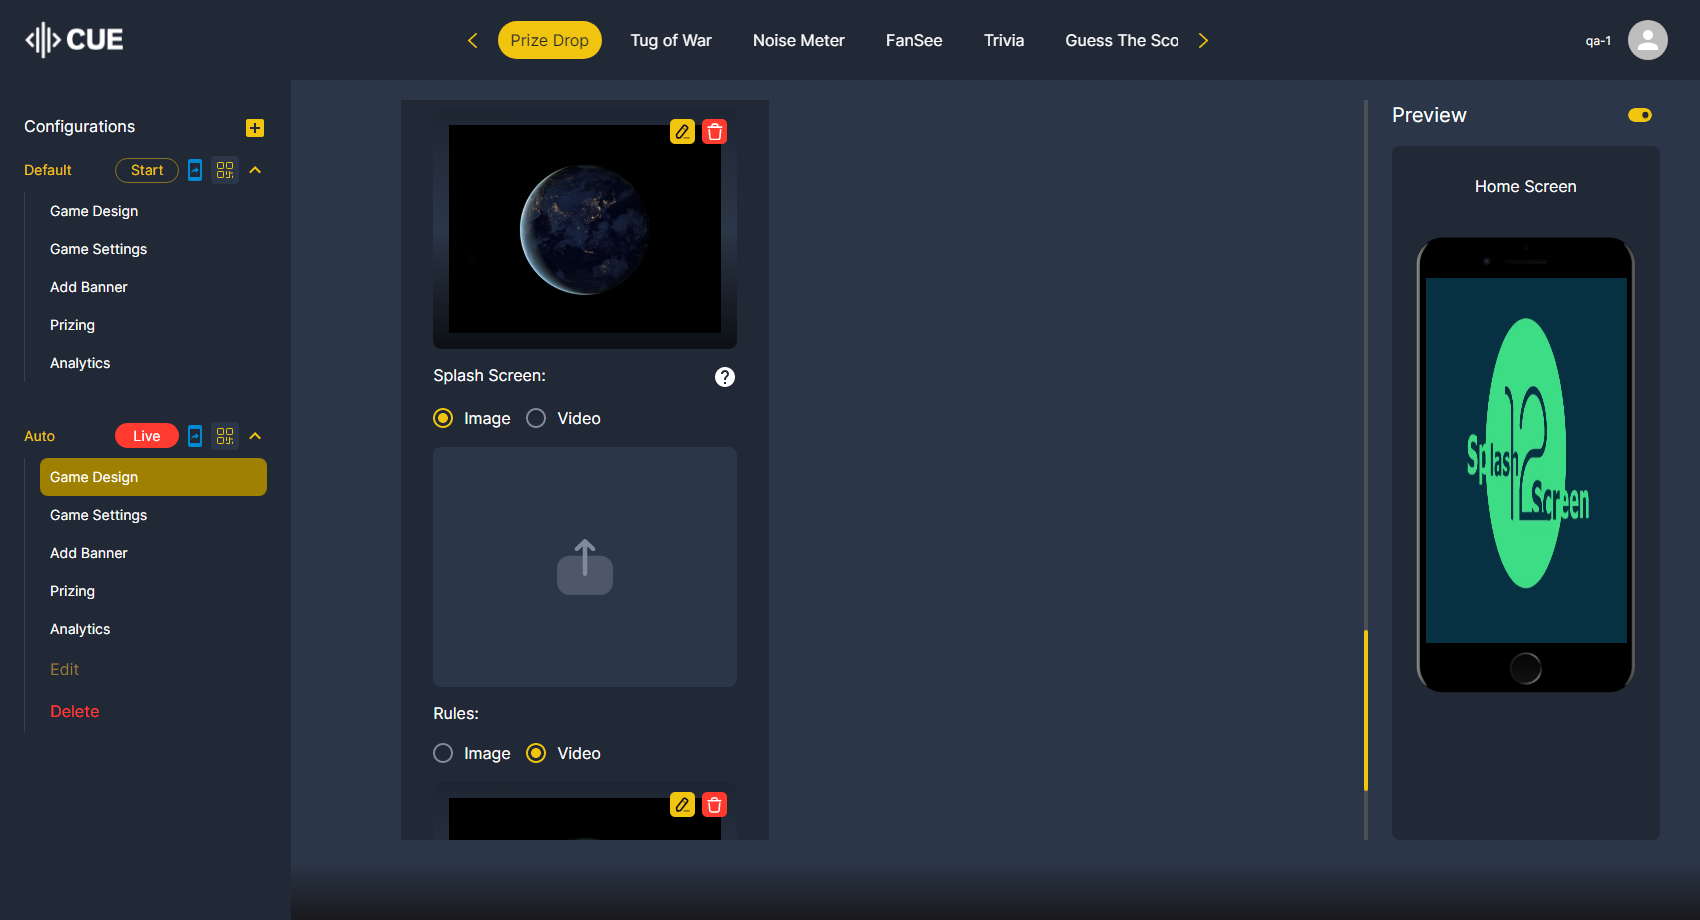 CUE
Prize Drop
Tug of War
Noise Meter
FanSee
Trivia
Guess The Sco
qa-1
Configurations
Default
Start
Game Design
Game Settings
Add Banner
Prizing
Analytics
Auto
Live
Game Design
Game Settings
Add Banner
Prizing
Analytics
Edit
Delete
Splash Screen:
Image
Video
Rules:
Image
Video
Preview
Home Screen
12
Splash
Screen